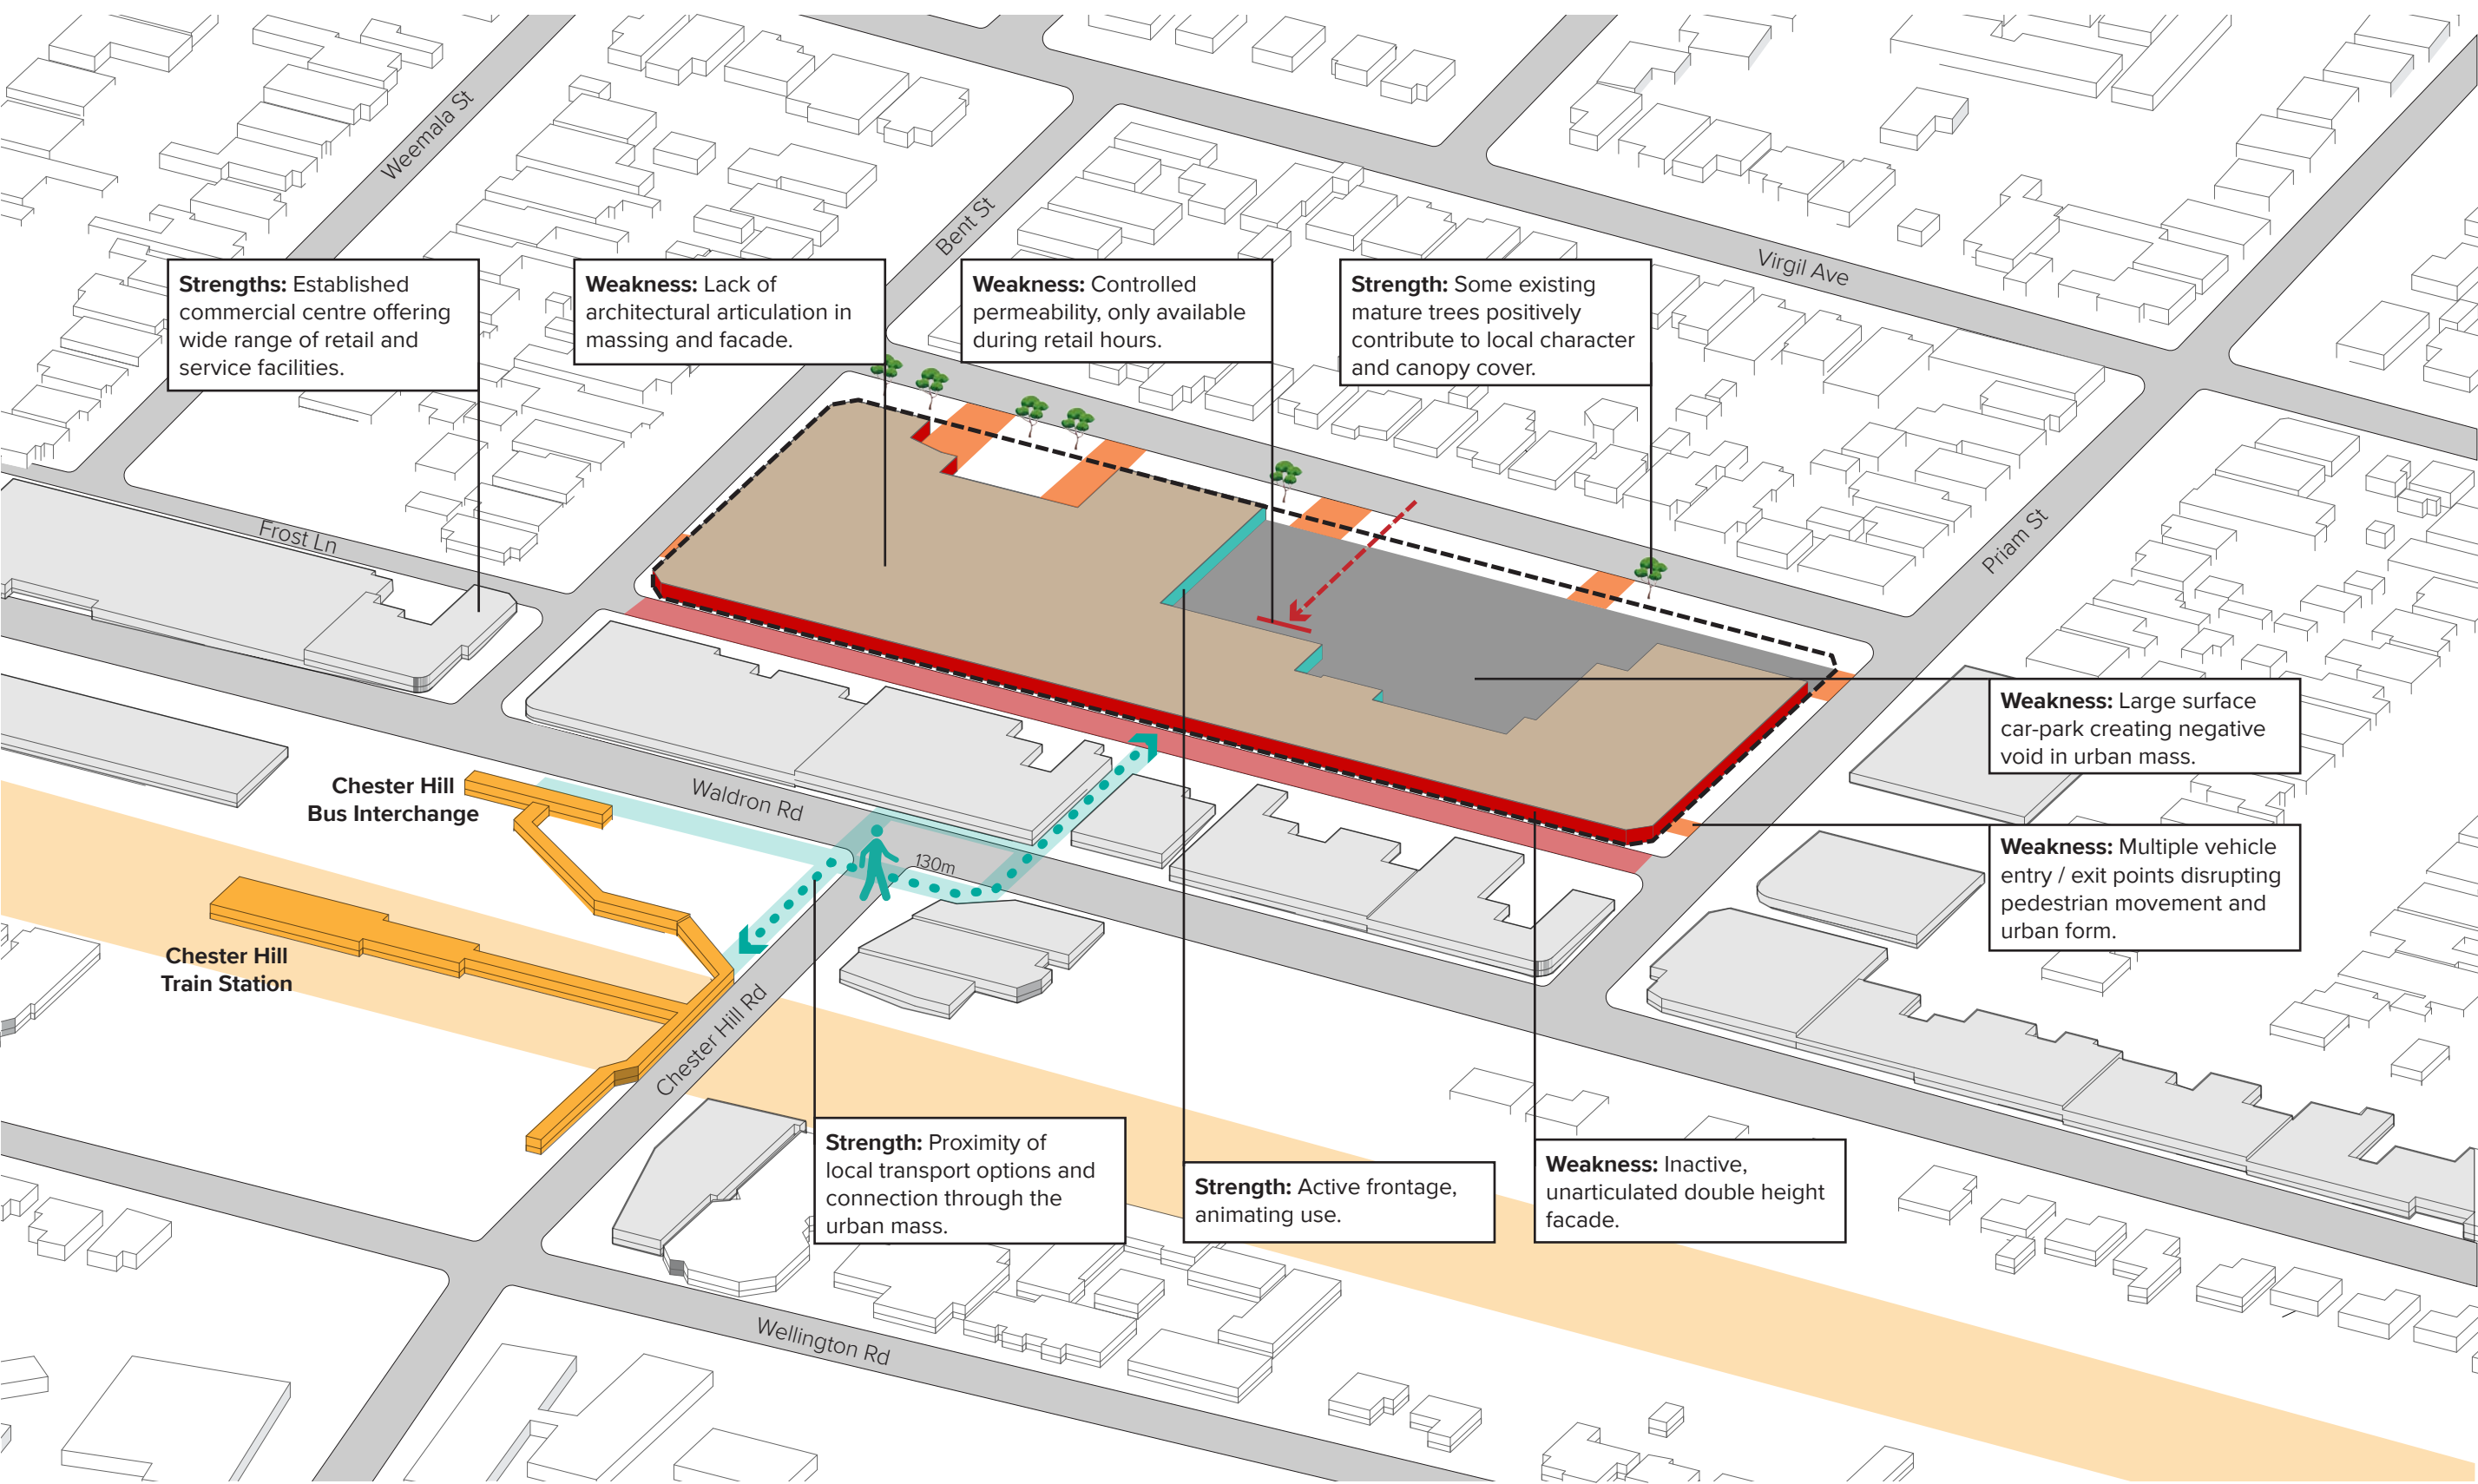 Weemala St
Bent St
Virgil Ave
Strengths: Established
commercial centre offering
wide range of retail and
service facilities.
Weakness: Lack of
architectural articulation in
massing and facade.
Weakness: Controlled
permeability, only available
during retail hours.
Strength: Some existing
mature trees positively
contribute to local character
and canopy cover.
Frost Ln
Priam St
Weakness: Large surface
car-park creating negative
void in urban mass.
Chester Hill
Bus Interchange
Waldron Rd
130m
Weakness: Multiple vehicle
entry / exit points disrupting
pedestrian movement and
urban form.
Chester Hill
Train Station
Chester Hill Rd
Strength: Proximity of
local transport options and
connection through the
urban mass.
Strength: Active frontage,
animating use.
Weakness: Inactive,
unarticulated double height
facade.
Wellington Rd